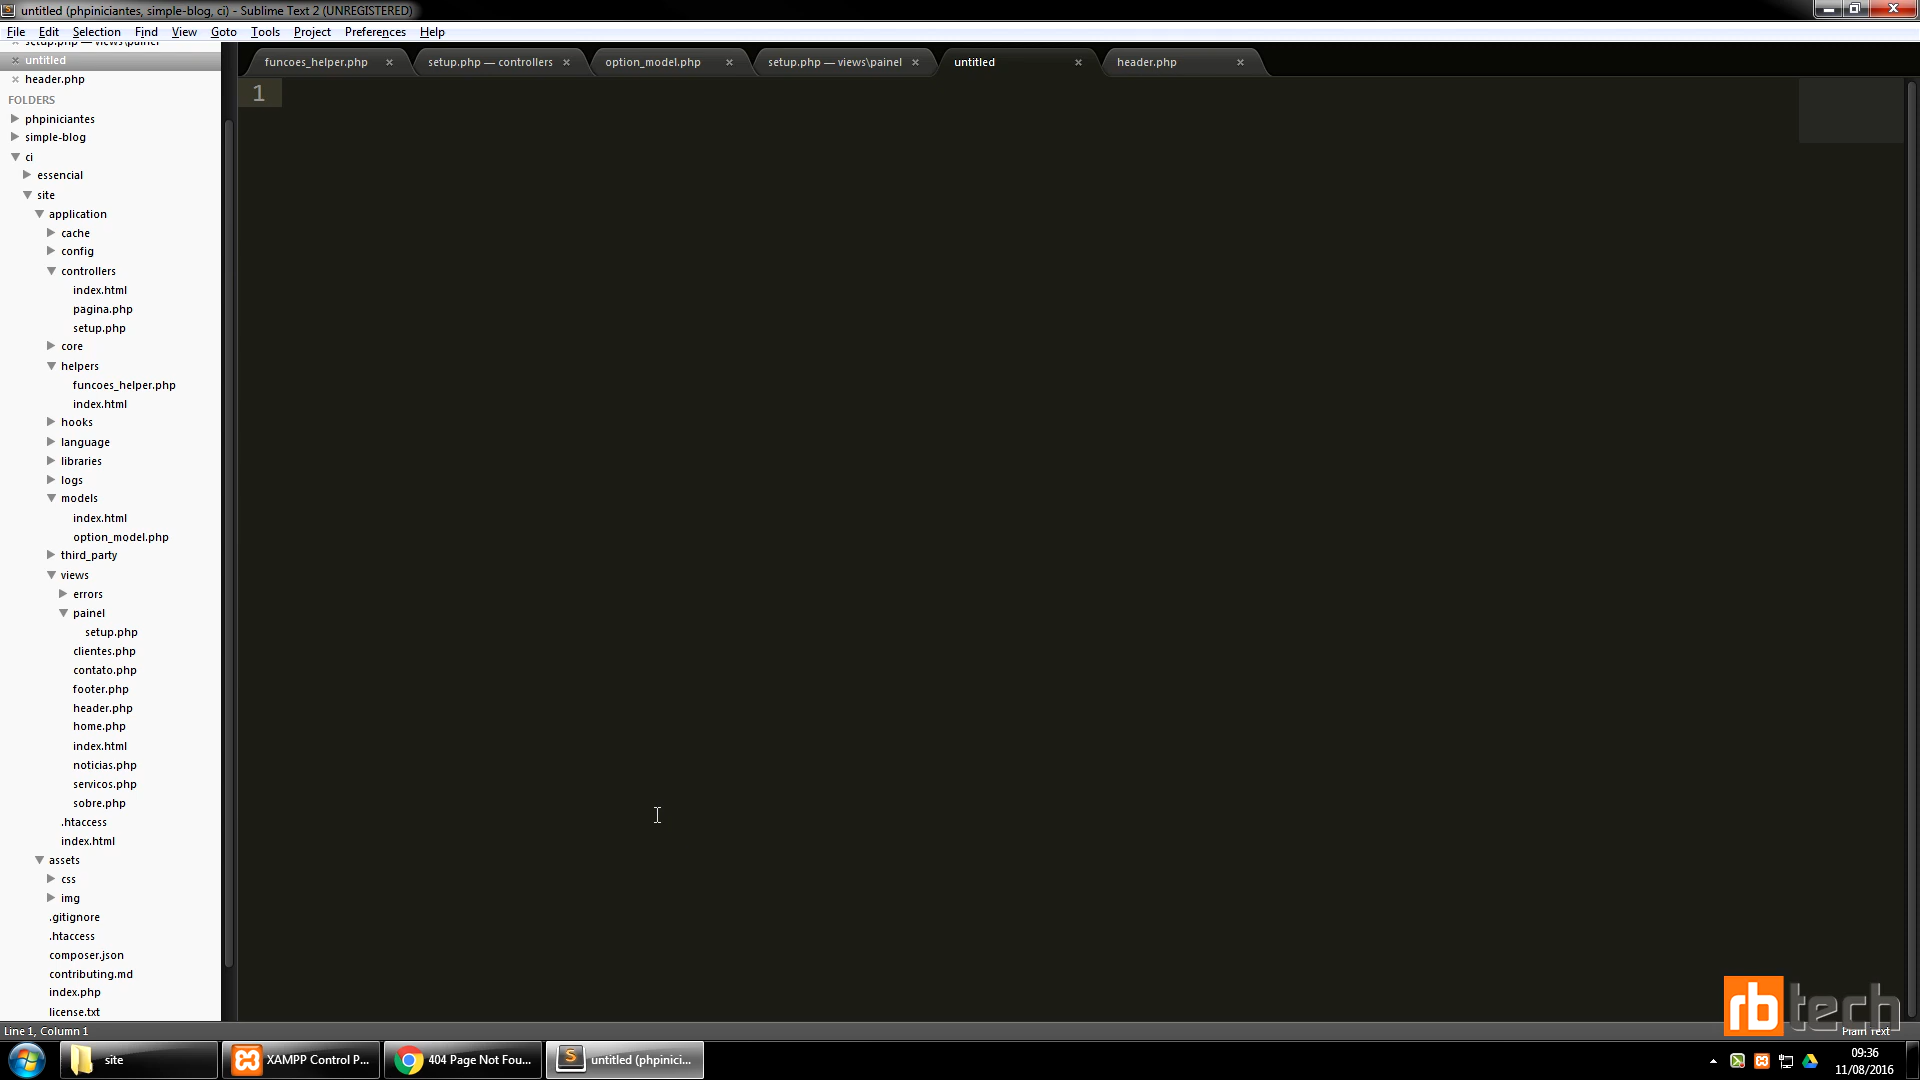 untitled (phpiniciantes, simple-blog, ci) - Sublime Text 2 (UNREGISTERED)
File Edit Selection Find View Goto Tools Project Preferences Help
setup.php — views\painel
untitled
header.php
FOLDERS
phpiniciantes
simple-blog
ci
essencial
site
application
cache
config
controllers
index.html
pagina.php
setup.php
core
helpers
funcoes_helper.php
index.html
hooks
language
libraries
logs
models
index.html
option_model.php
third_party
views
errors
painel
setup.php
clientes.php
contato.php
footer.php
header.php
home.php
index.html
noticias.php
servicos.php
sobre.php
.htaccess
index.html
assets
css
img
.gitignore
.htaccess
composer.json
contributing.md
index.php
license.txt
funcoes_helper.php
setup.php — controllers
option_model.php
setup.php — views\painel
untitled
header.php
1
rbtech
Line 1, Column 1
Plain Text
site
XAMPP Control P...
404 Page Not Fou...
untitled (phpinici...
09:36
11/08/2016